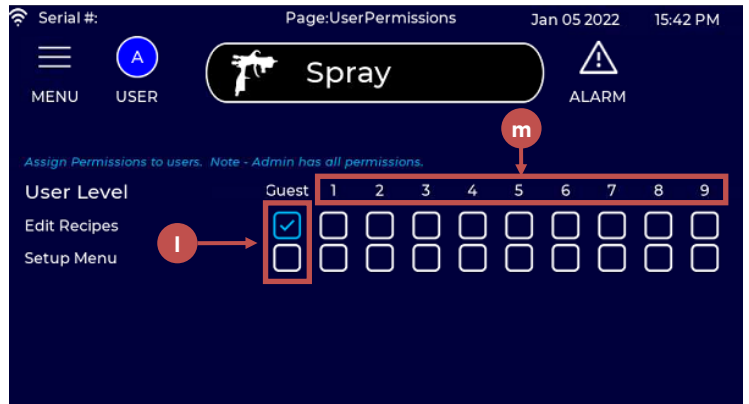 Serial #: Page:UserPermissions Jan 05 2022 15:42 PM
A
Spray
MENU USER ALARM
m
Assign Permissions to users. Note - Admin has all permissions.
User Level Guest 1 2 3 4 5 6 7 8 9
Edit Recipes
l
Setup Menu